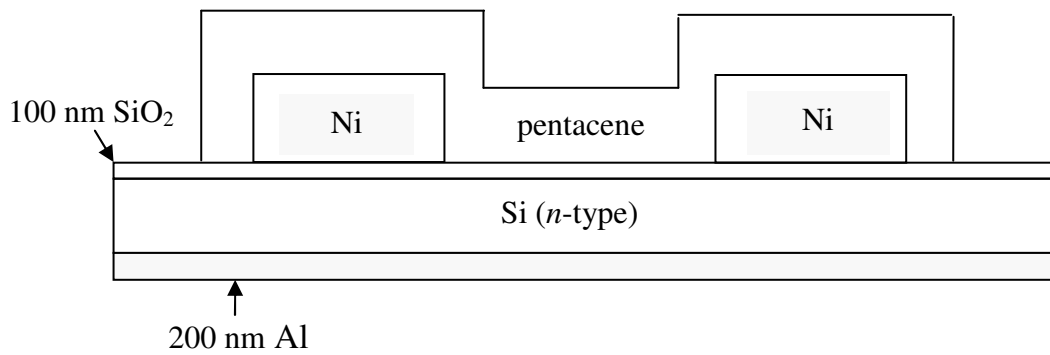 100 nm SiO₂
Ni
pentacene
Ni
Si (n-type)
200 nm Al